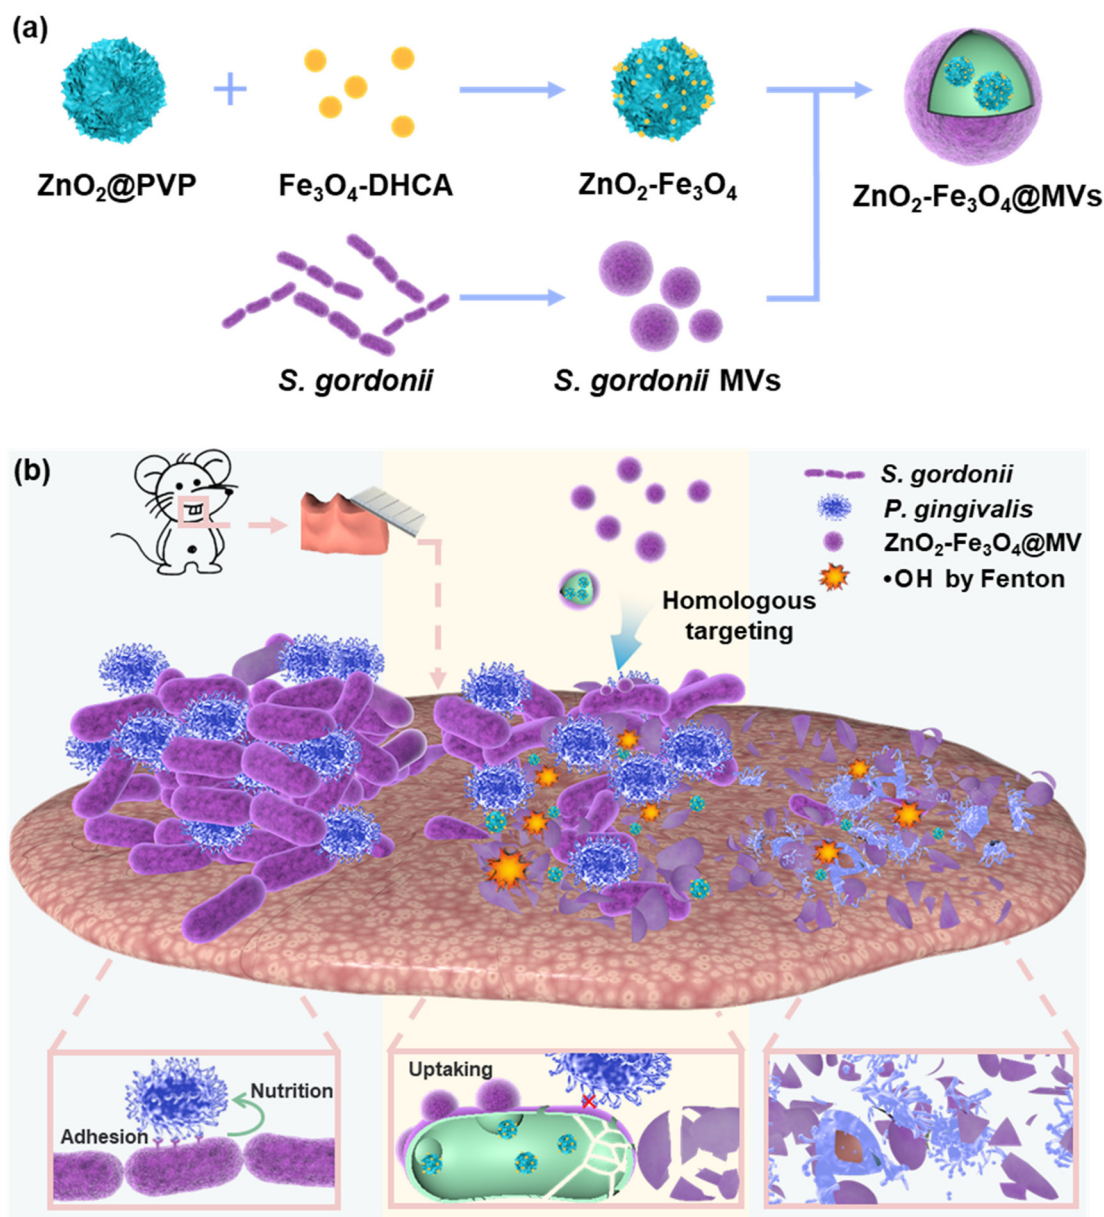 (a)
ZnO₂@PVP
Fe₃O₄-DHCA
ZnO₂-Fe₃O₄
ZnO₂-Fe₃O₄@MVs
S. gordonii
S. gordonii MVs
(b)
S. gordonii
P. gingivalis
ZnO₂-Fe₃O₄@MV
•OH by Fenton
Homologous
targeting
Nutrition
Adhesion
Uptaking